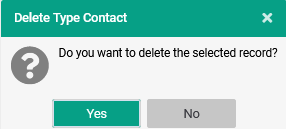 Delete Type Contact
Do you want to delete the selected record?
Yes
No